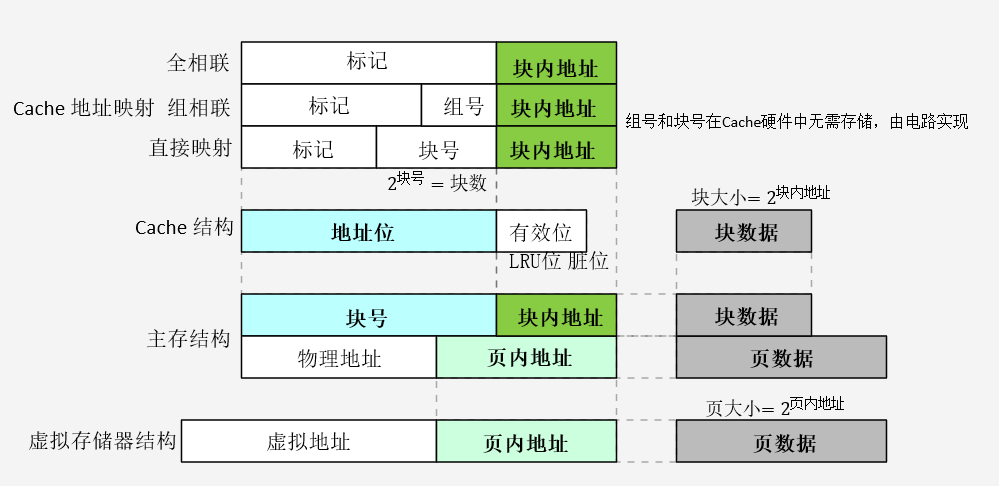 全相联 标记 块内地址
Cache 地址映射 组相联 标记 组号 块内地址
组号和块号在Cache硬件中无需存储，由电路实现
直接映射 标记 块号 块内地址
2块号 = 块数
块大小= 2块内地址
Cache 结构 地址位 有效位 块数据
LRU位 脏位
主存结构
块号 块内地址 块数据
物理地址 页内地址 页数据
页大小= 2页内地址
虚拟存储器结构 虚拟地址 页内地址 页数据